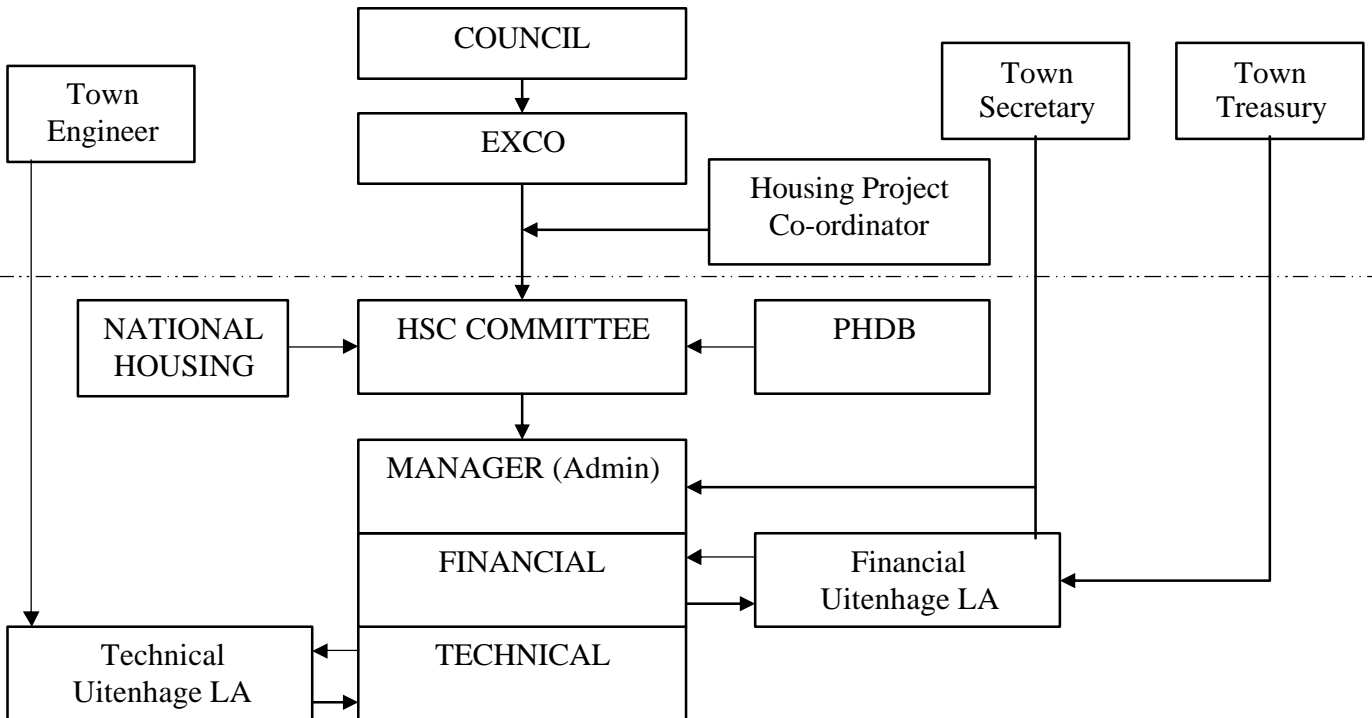 COUNCIL
Town
Engineer
Town
Secretary
Town
Treasury
EXCO
Housing Project
Co-ordinator
NATIONAL
HOUSING
HSC COMMITTEE
PHDB
MANAGER (Admin)
FINANCIAL
Financial
Uitenhage LA
Technical
Uitenhage LA
TECHNICAL